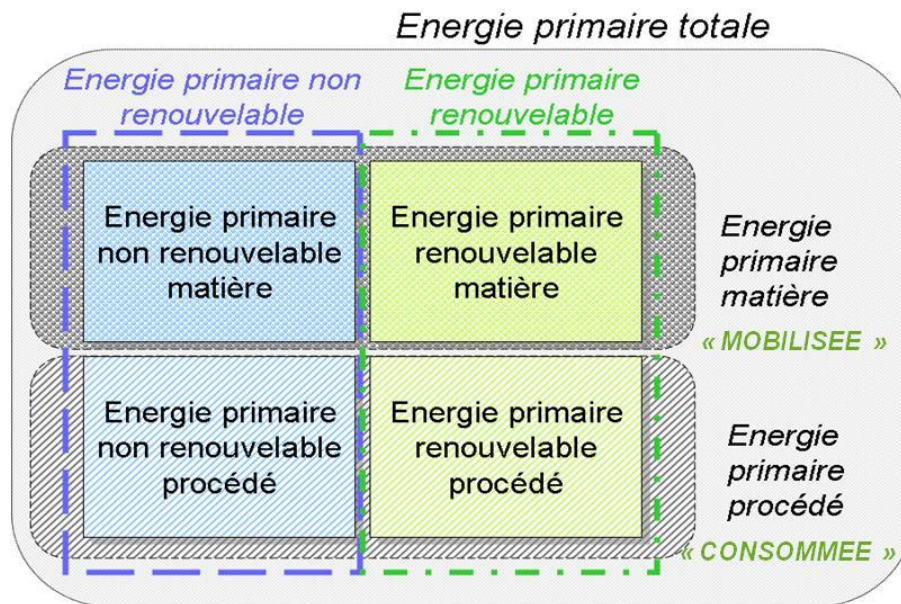 Energie primaire totale
Energie primaire non
renouvelable
Energie primaire
renouvelable
Energie primaire
non renouvelable
matière
Energie primaire
renouvelable
matière
Energie
primaire
matière
« MOBILISEE »
Energie primaire
non renouvelable
procédé
Energie primaire
renouvelable
procédé
Energie
primaire
procédé
« CONSOMMEE »